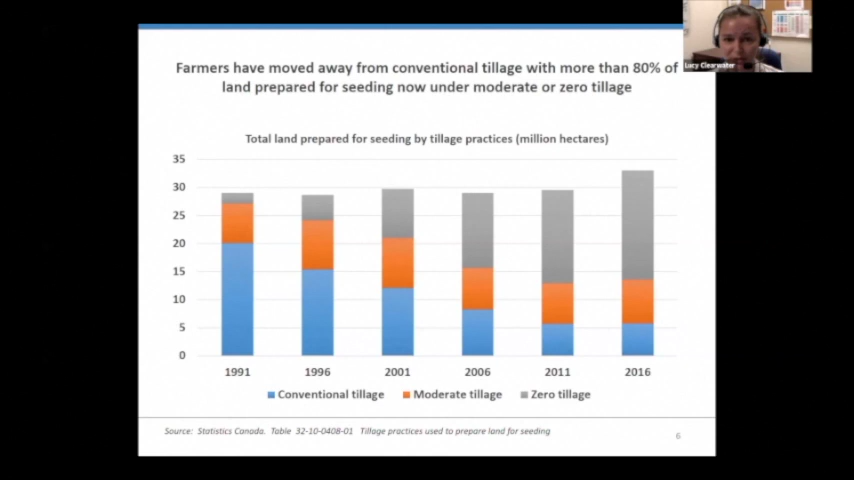 Farmers have moved away from conventional tillage with more than 80% of
land prepared for seeding now under moderate or zero tillage
Lucy Clearwater
Total land prepared for seeding by tillage practices (million hectares)
35
30
25
20
15
10
5
0
1991 1996 2001 2006 2011 2016
Conventional tillage Moderate tillage Zero tillage
Source: Statistics Canada. Table 32-10-0408-01 Tillage practices used to prepare land for seeding
6